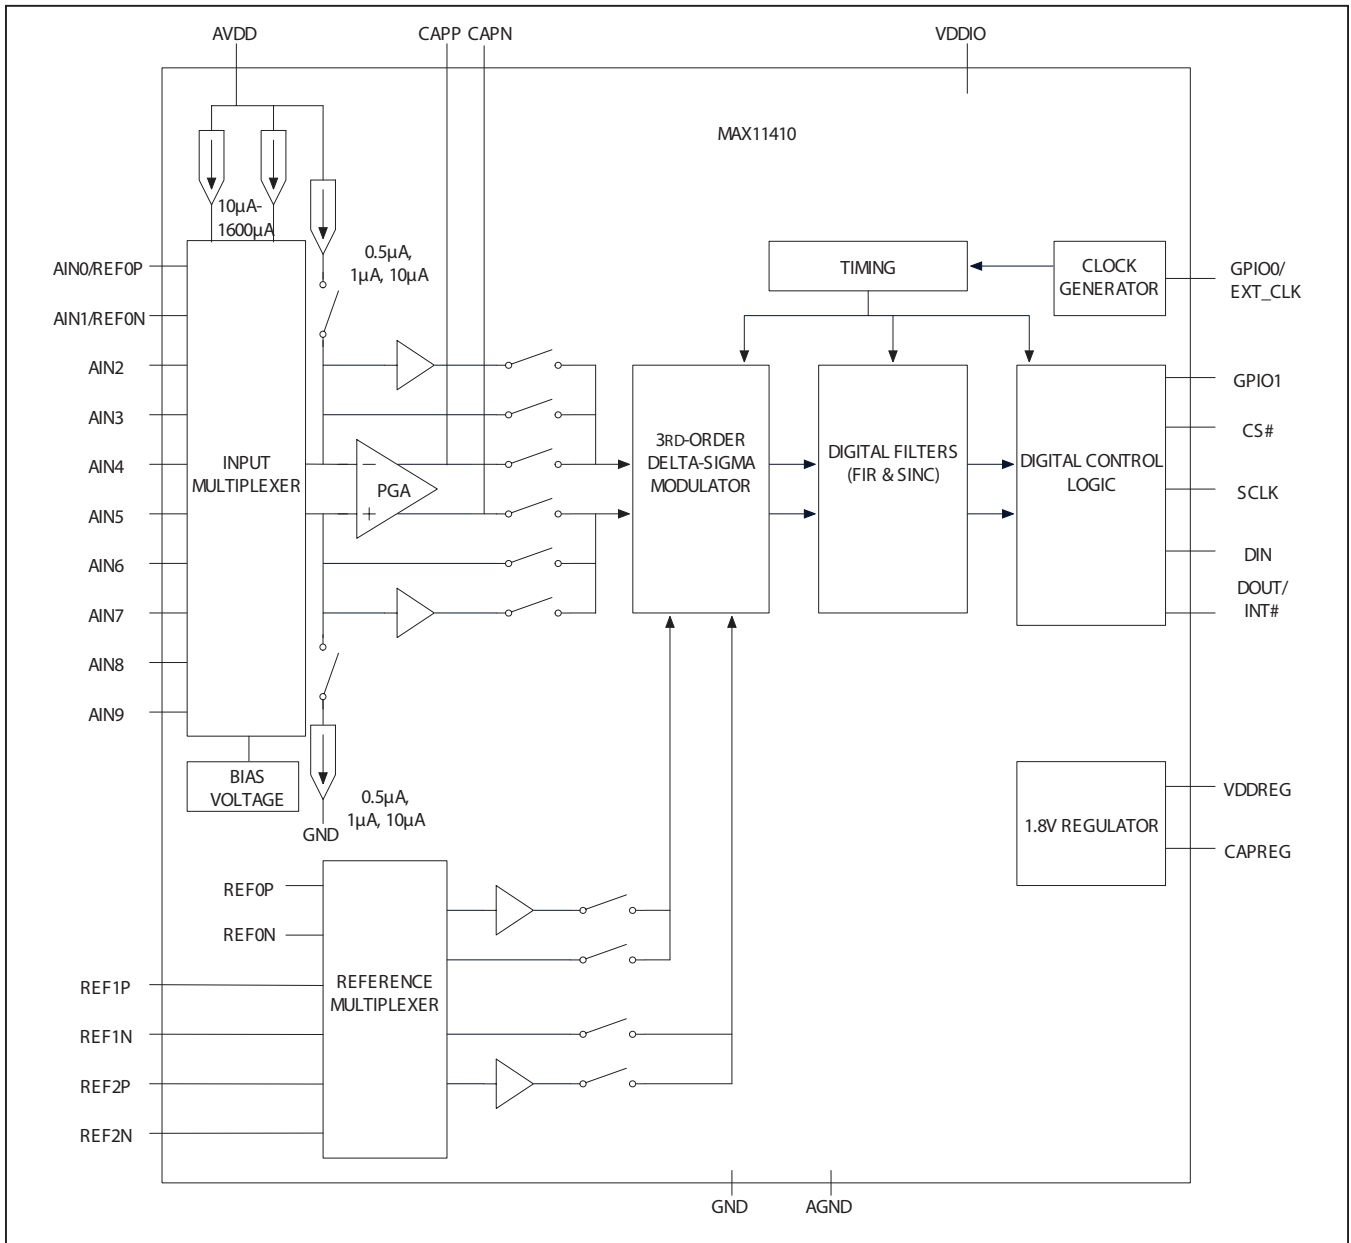 AVDD
CAPP CAPN
VDDIO
MAX11410
10µA-
1600µA
0.5µA,
1µA, 10µA
AIN0/REF0P
AIN1/REF0N
AIN2
AIN3
AIN4
AIN5
AIN6
AIN7
AIN8
AIN9
INPUT
MULTIPLEXER
PGA
TIMING
CLOCK
GENERATOR
GPIO0/
EXT_CLK
3RD-ORDER
DELTA-SIGMA
MODULATOR
DIGITAL FILTERS
(FIR & SINC)
DIGITAL CONTROL
LOGIC
GPIO1
CS#
SCLK
DIN
DOUT/
INT#
BIAS
VOLTAGE
0.5µA,
1µA, 10µA
GND
1.8V REGULATOR
VDDREG
CAPREG
REF0P
REF0N
REF1P
REF1N
REF2P
REF2N
REFERENCE
MULTIPLEXER
GND
AGND